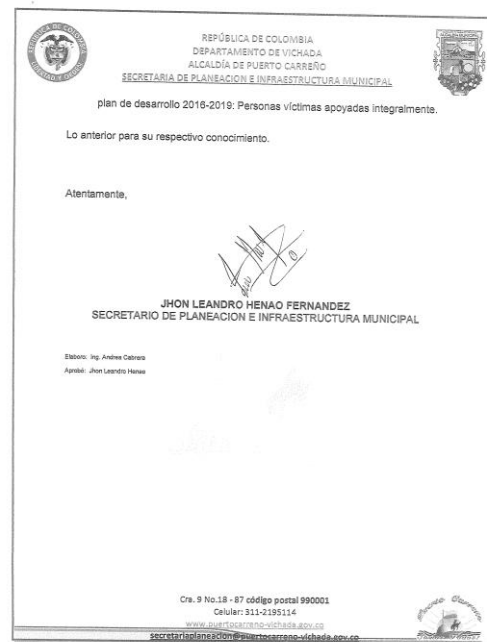 REPÚBLICA DE COLOMBIA
DEPARTAMENTO DE VICHADA
ALCALDÍA DE PUERTO CARREÑO
SECRETARIA DE PLANEACION E INFRAESTRUCTURA MUNICIPAL
plan de desarrollo 2016-2019: Personas víctimas apoyadas integralmente.
Lo anterior para su respectivo conocimiento.
Atentamente,
JHON LEANDRO HENAO FERNANDEZ
SECRETARIO DE PLANEACION E INFRAESTRUCTURA MUNICIPAL
Elaboro: Ing. Andrea Cabrera
Aprobó: Jhon Leandro Henao
Cra. 9 No.18 - 87 código postal 990001
Celular: 311-2195114
www.puertocarreno-vichada.gov.co
secretariaplaneacion@puertocarreno-vichada.gov.co